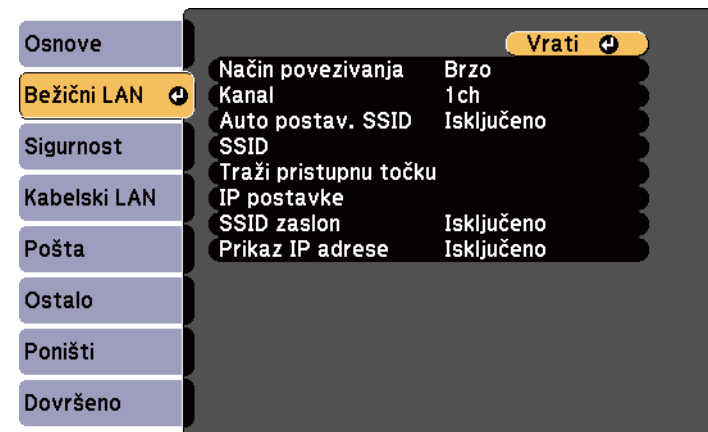 Osnove
Bežični LAN
Sigurnost
Kabelski LAN
Pošta
Ostalo
Poništi
Dovršeno
Vrati
Način povezivanja Brzo
Kanal 1ch
Auto postav. SSID Isključeno
SSID
Traži pristupnu točku
IP postavke
SSID zaslon Isključeno
Prikaz IP adrese Isključeno